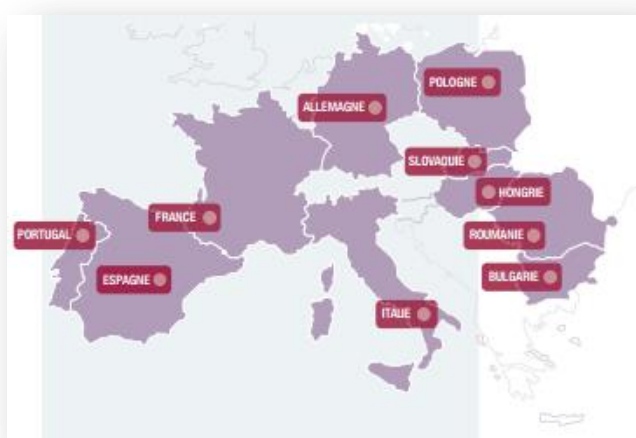 POLOGNE
ALLEMAGNE
SLOVAQUIE
HONGRIE
FRANCE
PORTUGAL
ROUMANIE
ESPAGNE
BULGARIE
ITALIE